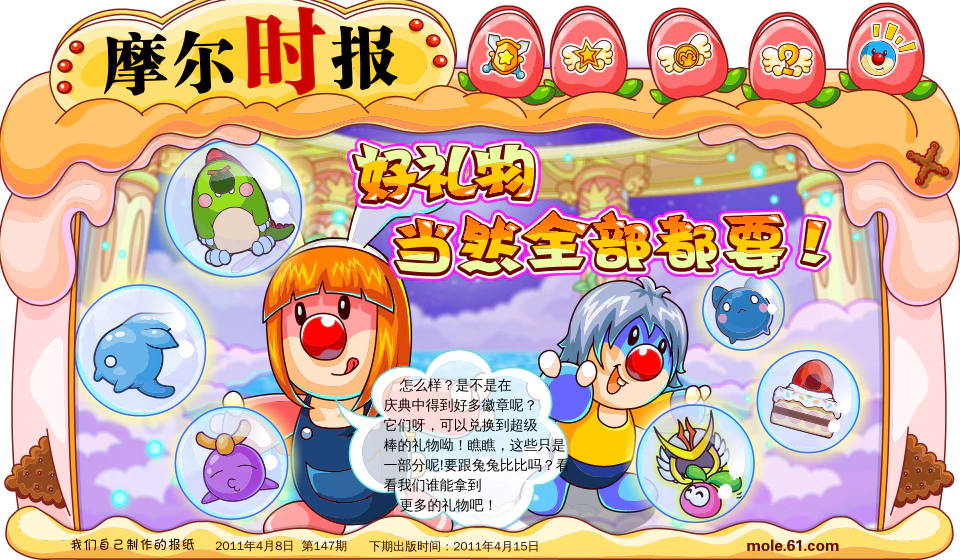 摩尔时报
好礼物
当然全部都要！
怎么样？是不是在
庆典中得到好多徽章呢？
它们呀，可以兑换到超级
棒的礼物呦！瞧瞧，这些只是
一部分呢!要跟兔兔比比吗？看
看我们谁能拿到
更多的礼物吧！
我们自己制作的报纸 2011年4月8日 第147期 下期出版时间：2011年4月15日 mole.61.com